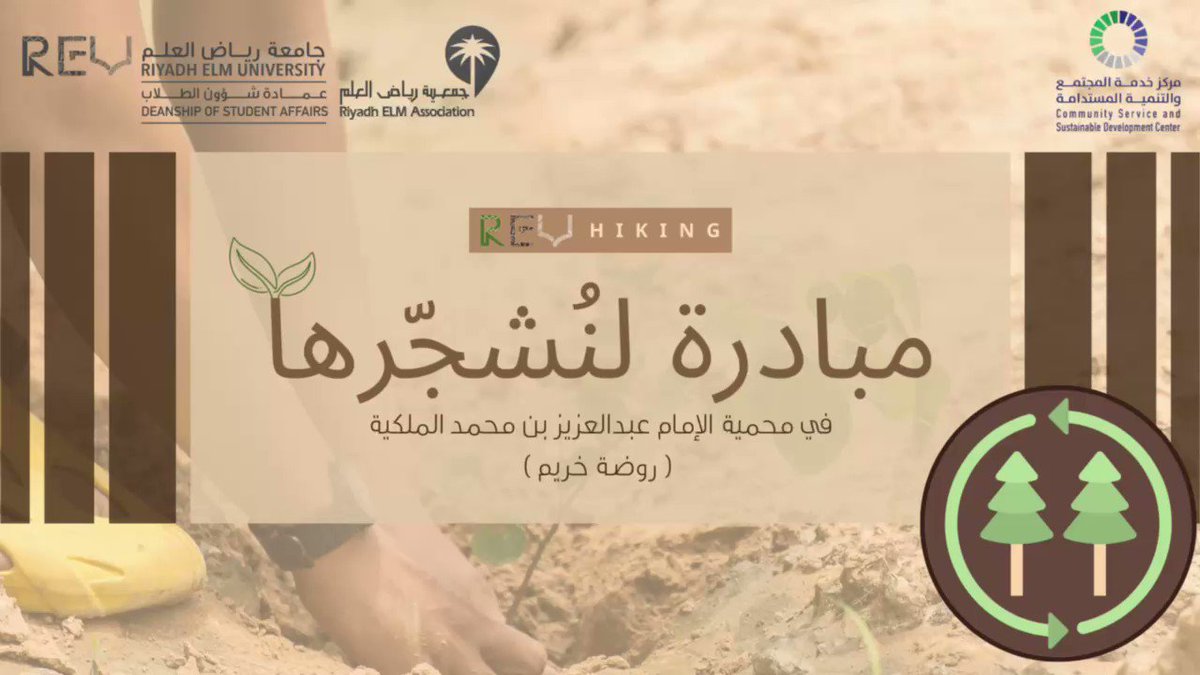 REU
جامعة رياض العلم
RIYADH ELM UNIVERSITY
عمادة شؤون الطلاب
DEANSHIP OF STUDENT AFFAIRS
جمعية رياض العلم
Riyadh ELM Association
مركز خدمة المجتمع
والتنمية المستدامة
Community Service and
Sustainable Development Center
REU HIKING
مبادرة لنُشجّرها
في محمية الإمام عبدالعزيز بن محمد الملكية
( روضة خريم )